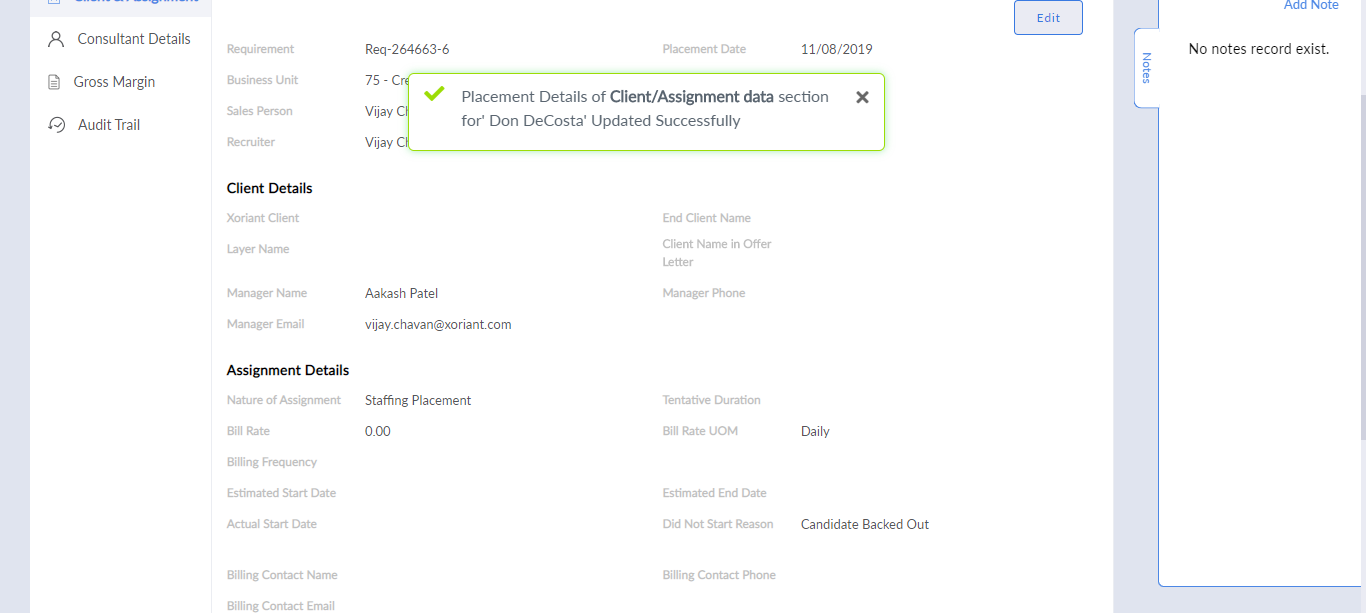 Edit
Add Note
Consultant Details
Gross Margin
Audit Trail
Requirement Req-264663-6 Placement Date 11/08/2019
Business Unit 75 -
Sales Person Vijay
Recruiter Vijay
Placement Details of Client/Assignment data section
for' Don DeCosta' Updated Successfully
Notes
No notes record exist.
Client Details
Xoriant Client End Client Name
Layer Name Client Name in Offer
Letter
Manager Name Aakash Patel Manager Phone
Manager Email vijay.chavan@xoriant.com
Assignment Details
Nature of Assignment Staffing Placement Tentative Duration
Bill Rate 0.00 Bill Rate UOM Daily
Billing Frequency
Estimated Start Date Estimated End Date
Actual Start Date Did Not Start Reason Candidate Backed Out
Billing Contact Name Billing Contact Phone
Billing Contact Email